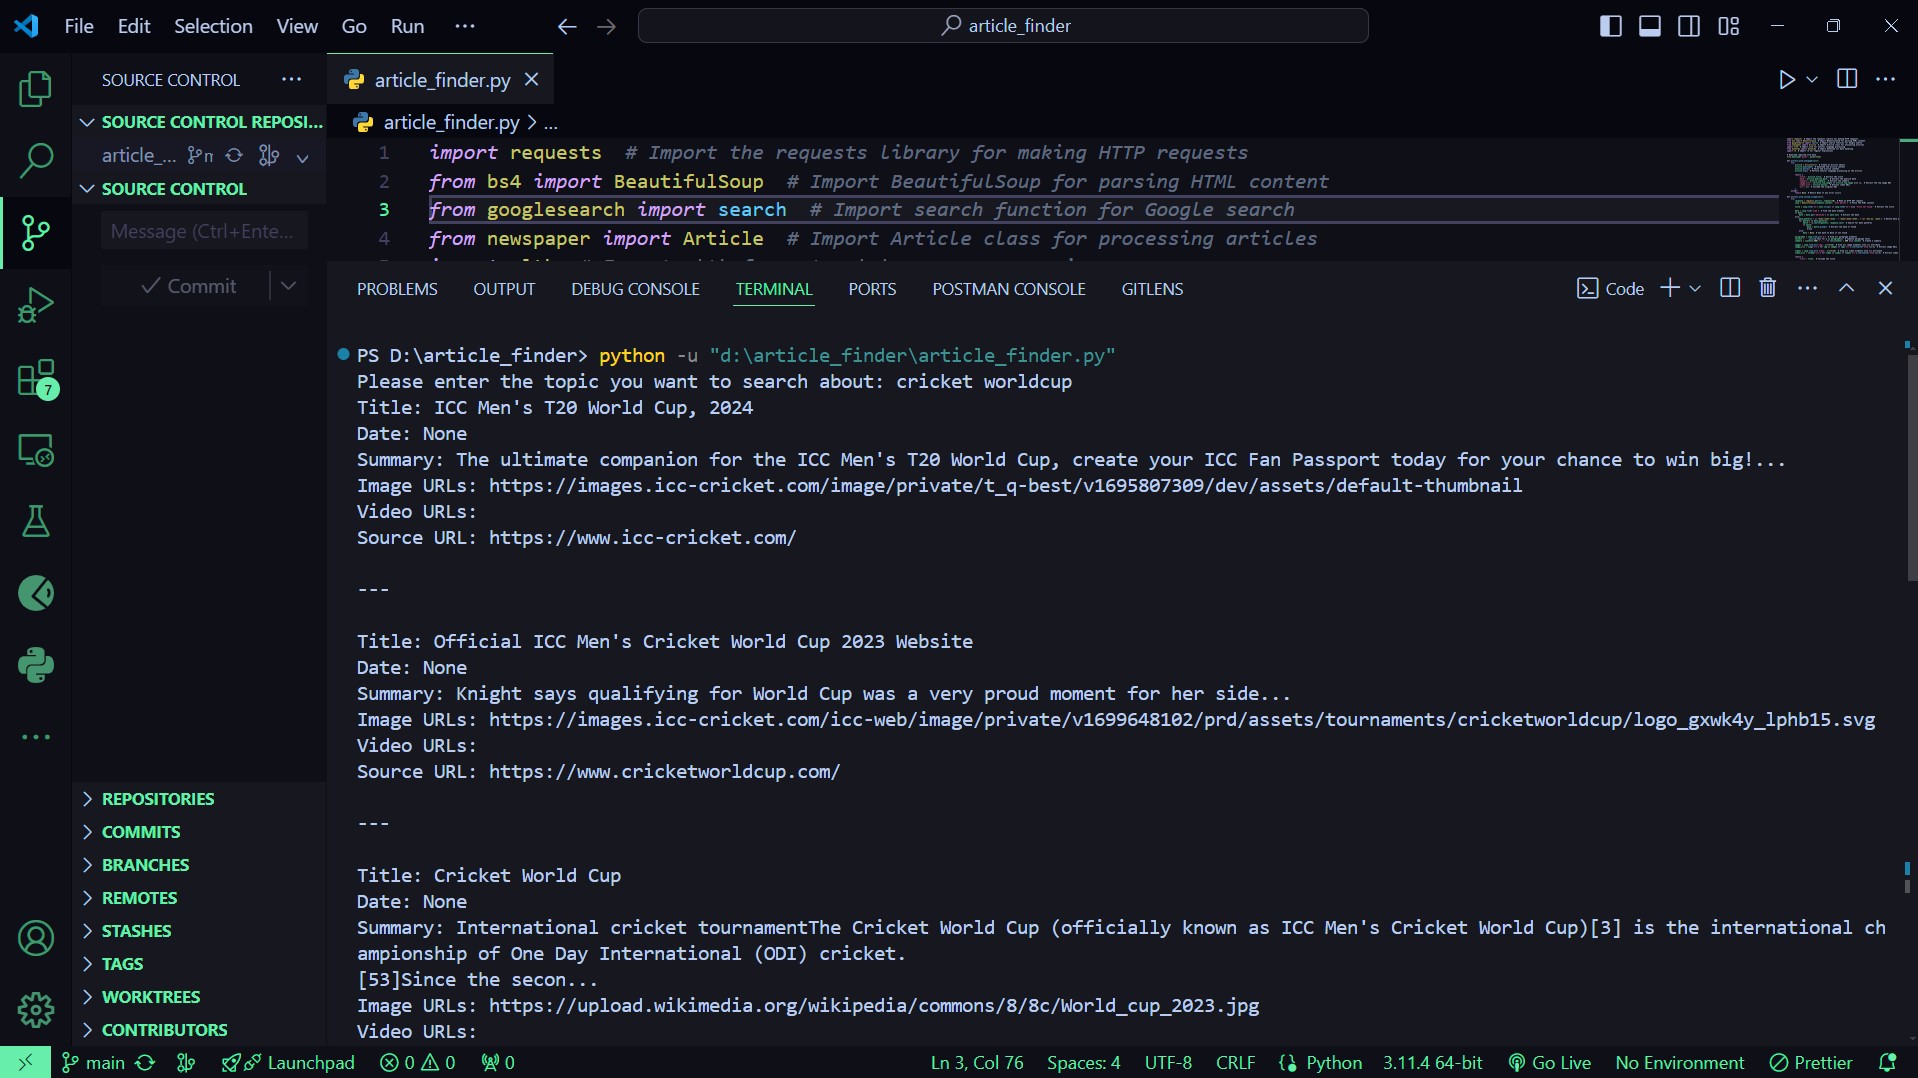 File Edit Selection View Go Run ···
article_finder
SOURCE CONTROL ···
article_finder.py
SOURCE CONTROL REPOSI...
article_finder.py > ...
article_... m
SOURCE CONTROL
Message (Ctrl+Ente...
Commit
1 import requests # Import the requests library for making HTTP requests
2 from bs4 import BeautifulSoup # Import BeautifulSoup for parsing HTML content
3 from googlesearch import search # Import search function for Google search
4 from newspaper import Article # Import Article class for processing articles
PROBLEMS OUTPUT DEBUG CONSOLE TERMINAL PORTS POSTMAN CONSOLE GITLENS
Code
7
PS D:\article_finder> python -u "d:\article_finder\article_finder.py"
Please enter the topic you want to search about: cricket worldcup
Title: ICC Men's T20 World Cup, 2024
Date: None
Summary: The ultimate companion for the ICC Men's T20 World Cup, create your ICC Fan Passport today for your chance to win big!...
Image URLs: https://images.icc-cricket.com/image/private/t_q-best/v1695807309/dev/assets/default-thumbnail
Video URLs:
Source URL: https://www.icc-cricket.com/
---
Title: Official ICC Men's Cricket World Cup 2023 Website
Date: None
Summary: Knight says qualifying for World Cup was a very proud moment for her side...
Image URLs: https://images.icc-cricket.com/icc-web/image/private/v1699648102/prd/assets/tournaments/cricketworldcup/logo_gxwk4y_lphb15.svg
Video URLs:
Source URL: https://www.cricketworldcup.com/
---
Title: Cricket World Cup
Date: None
Summary: International cricket tournamentThe Cricket World Cup (officially known as ICC Men's Cricket World Cup)[3] is the international ch
ampionship of One Day International (ODI) cricket.
[53]Since the secon...
Image URLs: https://upload.wikimedia.org/wikipedia/commons/8/8c/World_cup_2023.jpg
Video URLs:
REPOSITORIES
COMMITS
BRANCHES
REMOTES
STASHES
TAGS
WORKTREES
CONTRIBUTORS
main Launchpad 0 0 0 Ln 3, Col 76 Spaces: 4 UTF-8 CRLF Python 3.11.4 64-bit Go Live No Environment Prettier